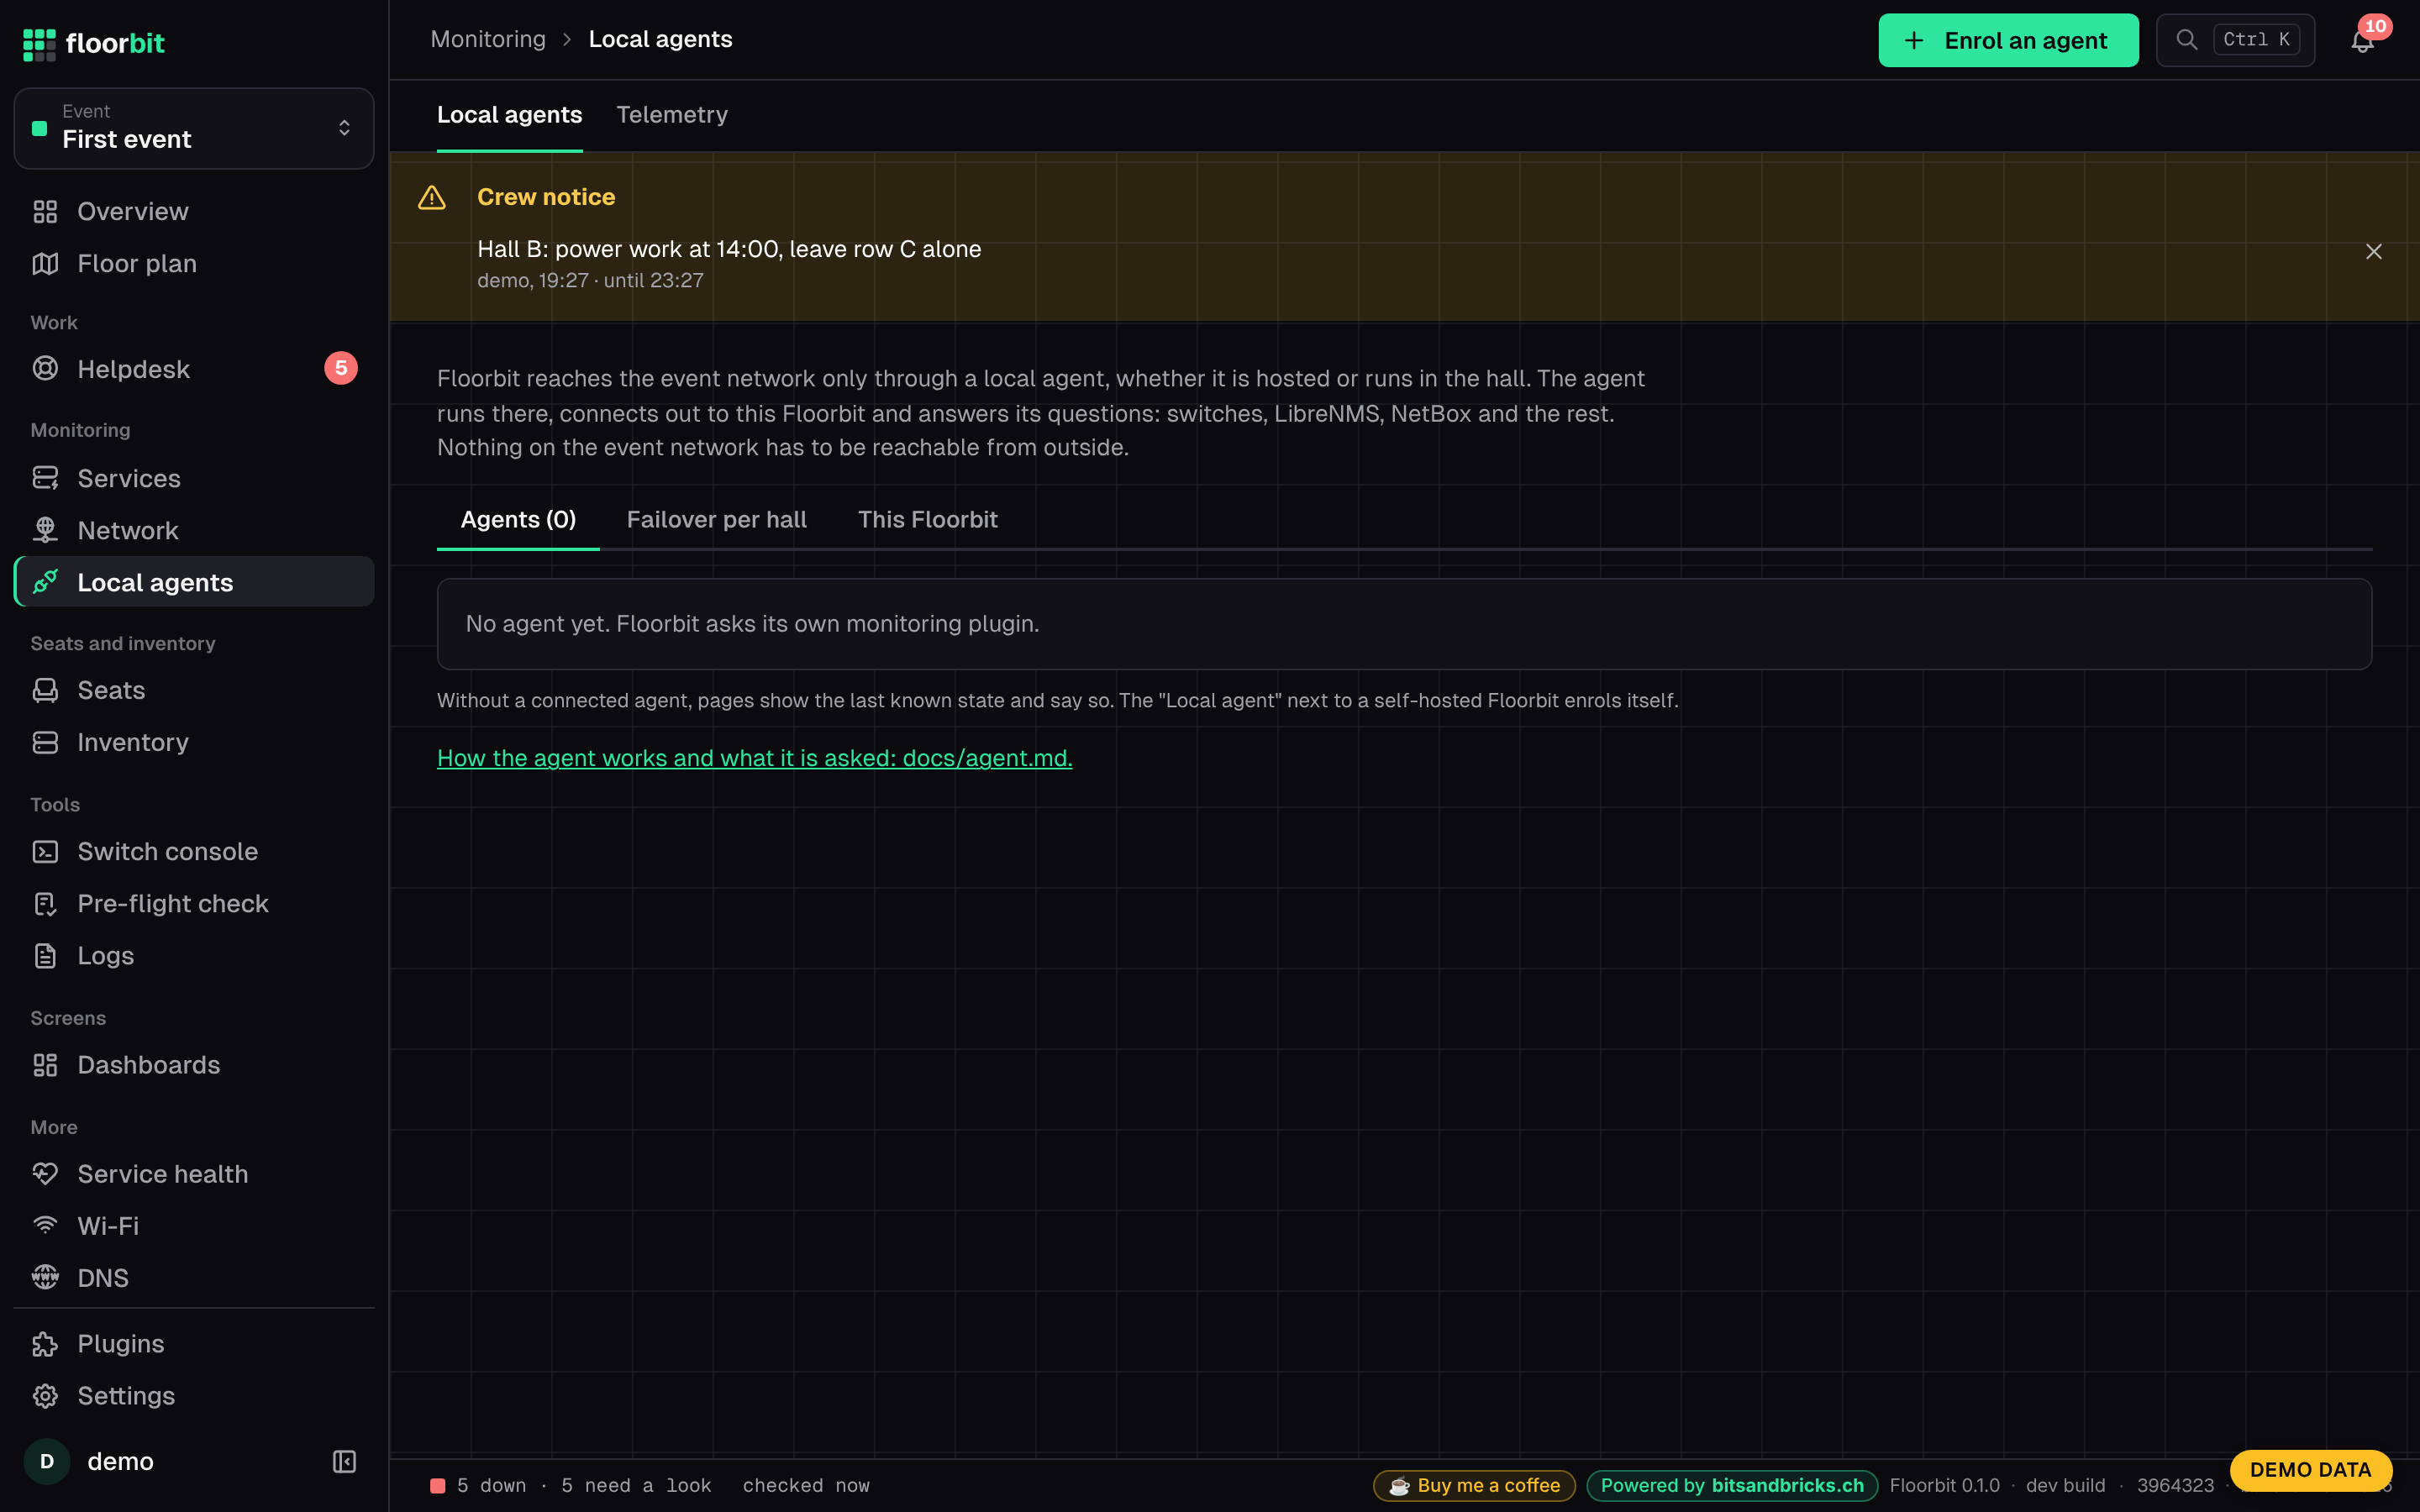 floorbit
Event
First event
Overview
Floor plan
Work
Helpdesk 5
Monitoring
Services
Network
Local agents
Seats and inventory
Seats
Inventory
Tools
Switch console
Pre-flight check
Logs
Screens
Dashboards
More
Service health
Wi-Fi
DNS
Plugins
Settings
D demo
Monitoring > Local agents
+ Enrol an agent
Ctrl K
10
Local agents Telemetry
Crew notice
Hall B: power work at 14:00, leave row C alone
demo, 19:27 · until 23:27
Floorbit reaches the event network only through a local agent, whether it is hosted or runs in the hall. The agent
runs there, connects out to this Floorbit and answers its questions: switches, LibreNMS, NetBox and the rest.
Nothing on the event network has to be reachable from outside.
Agents (0) Failover per hall This Floorbit
No agent yet. Floorbit asks its own monitoring plugin.
Without a connected agent, pages show the last known state and say so. The "Local agent" next to a self-hosted Floorbit enrols itself.
How the agent works and what it is asked: docs/agent.md.
5 down · 5 need a look checked now
Buy me a coffee
Powered by bitsandbricks.ch
Floorbit 0.1.0 · dev build · 3964323 ·
DEMO DATA